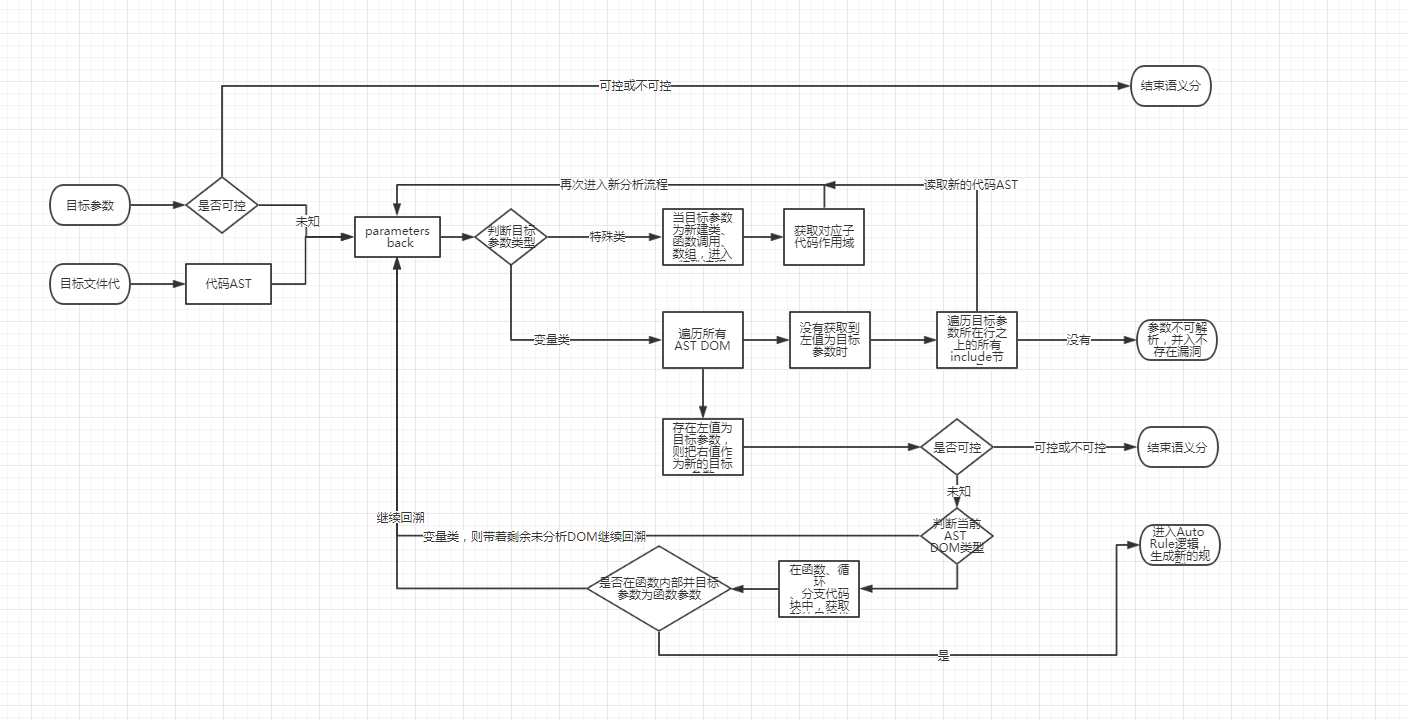 可控或不可控
结束语义分
目标参数
是否可控
未知
目标文件代
代码AST
再次进入新分析流程
读取新的代码AST
parameters
back
判断目标
参数类型
特殊类
当目标参数
为新建类、
函数调用、
数组，进入
获取对应子
代码作用域
变量类
遍历所有
AST DOM
没有获取到
左值为目标
参数时
遍历目标参
数所在行之
上的所有
include节
没有
参数不可解
析，并入不
存在漏洞
存在左值为
目标参数，
则把右值作
为新的目标
是否可控
可控或不可控
结束语义分
未知
继续回溯
变量类，则带着剩余未分析DOM继续回溯
判断当前
AST
DOM类型
进入Auto
Rule逻辑，
生成新的规
是否在函数内部并目标
参数为函数参数
在函数、循
环
、分支代码
块中，获取
是